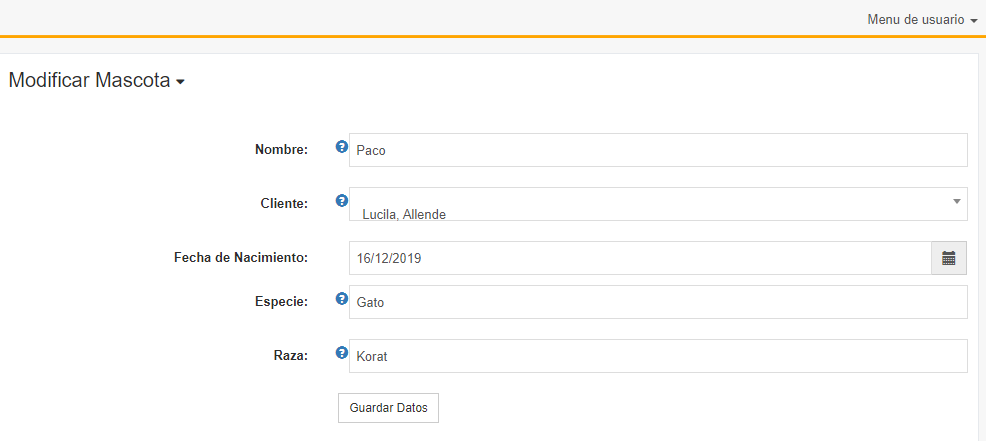 Menu de usuario
Modificar Mascota
Nombre: Paco
Cliente: Lucila, Allende
Fecha de Nacimiento: 16/12/2019
Especie: Gato
Raza: Korat
Guardar Datos